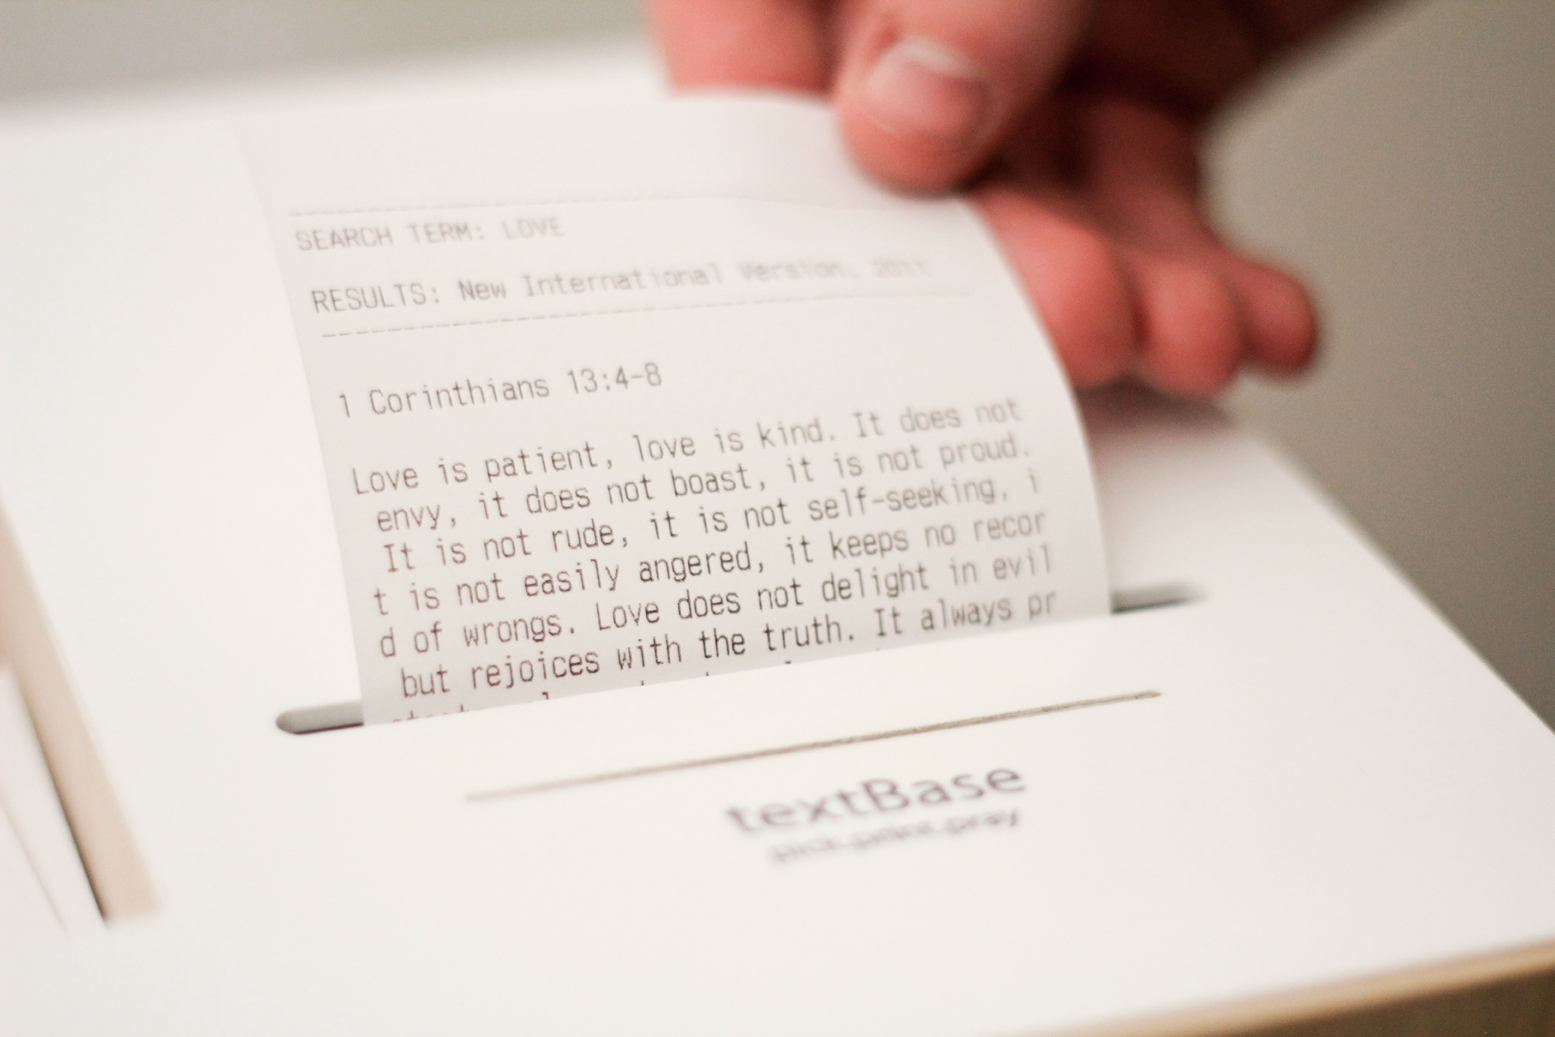 SEARCH TERM: LOVE
RESULTS: New International Version, 2011
1 Corinthians 13:4-8
Love is patient, love is kind. It does not
envy, it does not boast, it is not proud.
It is not rude, it is not self-seeking, i
t is not easily angered, it keeps no recor
d of wrongs. Love does not delight in evil
but rejoices with the truth. It always pr
textBase
pick.print.pray